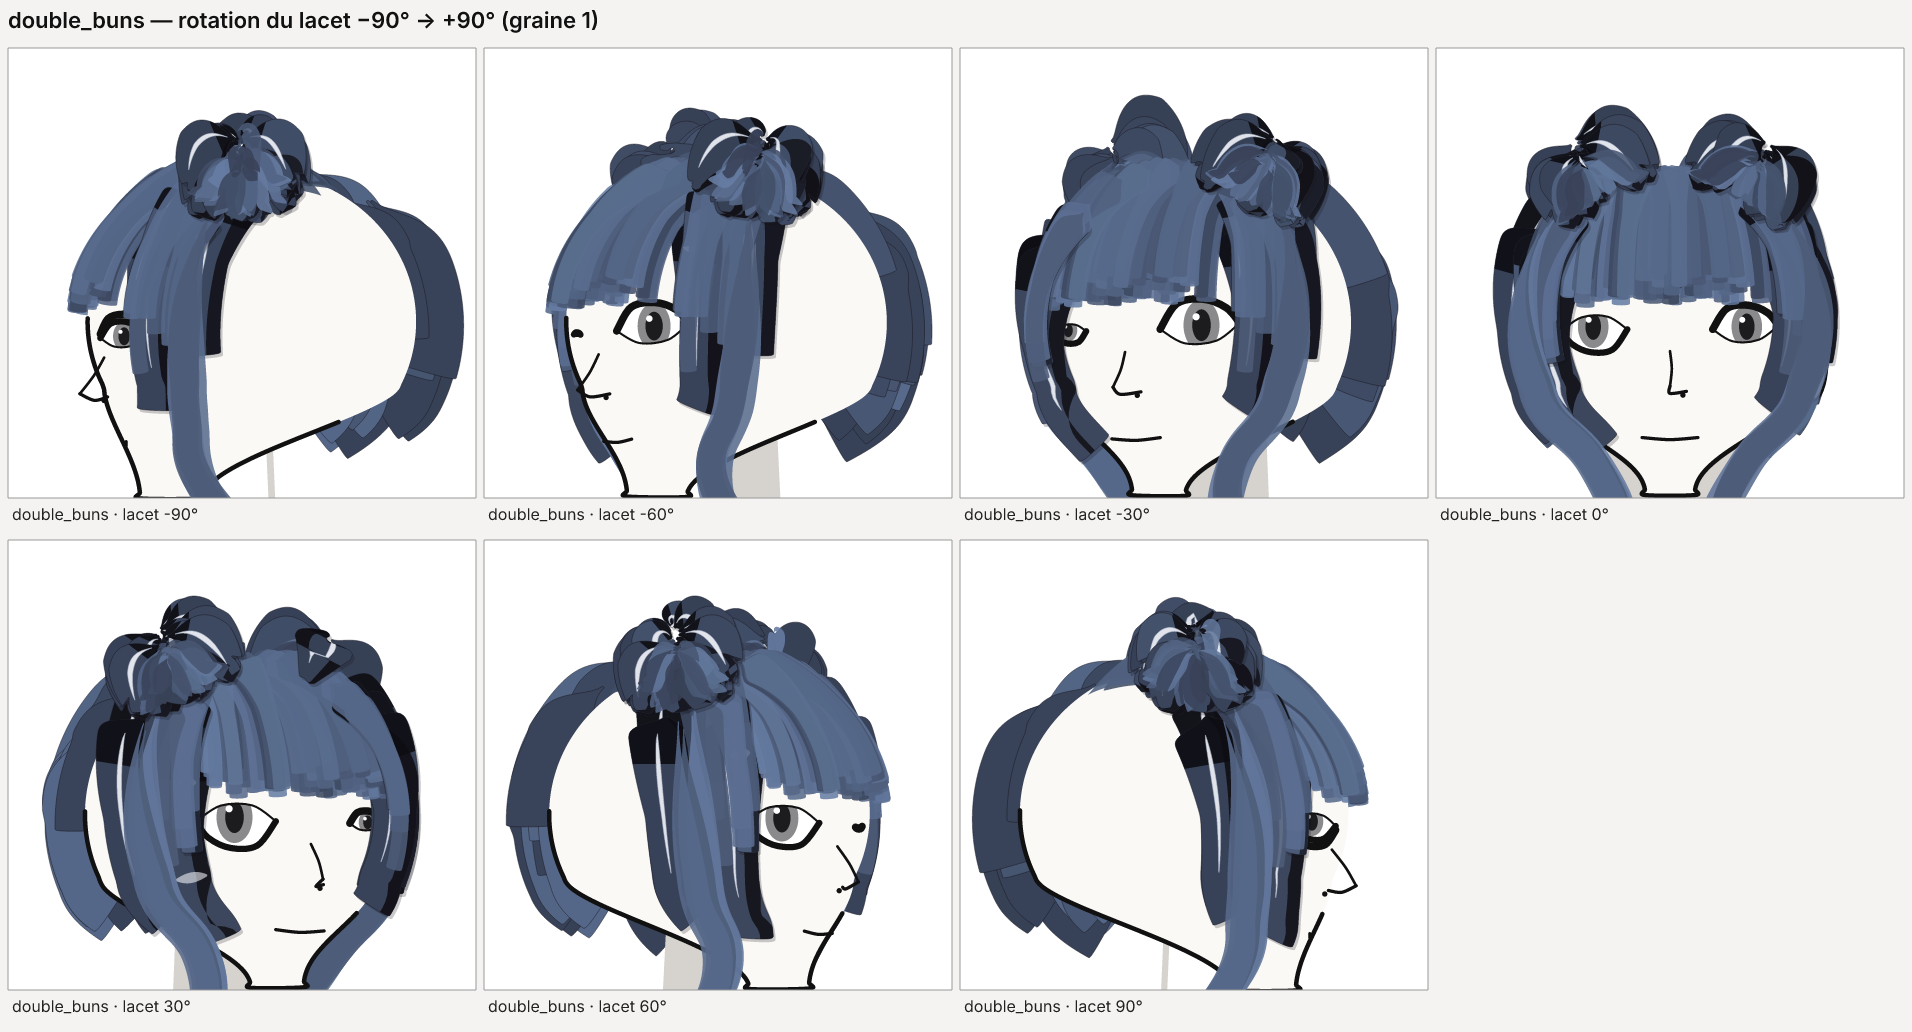 double_buns — rotation du lacet −90° → +90° (graine 1)
double_buns · lacet -90°
double_buns · lacet -60°
double_buns · lacet -30°
double_buns · lacet 0°
double_buns · lacet 30°
double_buns · lacet 60°
double_buns · lacet 90°